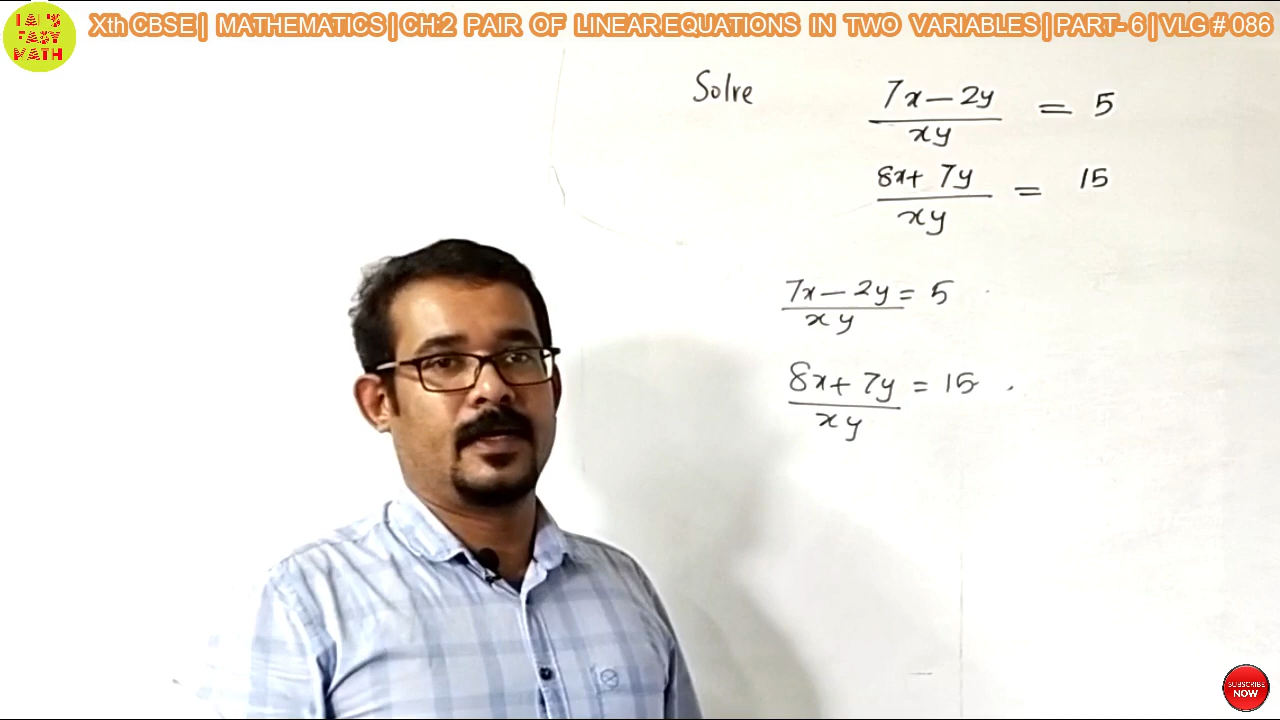 IAR'S
EASY
MATH
Xth CBSE | MATHEMATICS | CH:2 PAIR OF LINEAR EQUATIONS IN TWO VARIABLES | PART- 6 | VLG # 086
Solve
7x – 2y / xy = 5
8x + 7y / xy = 15
7x – 2y / xy = 5
8x + 7y / xy = 15
SUBSCRIBE
NOW